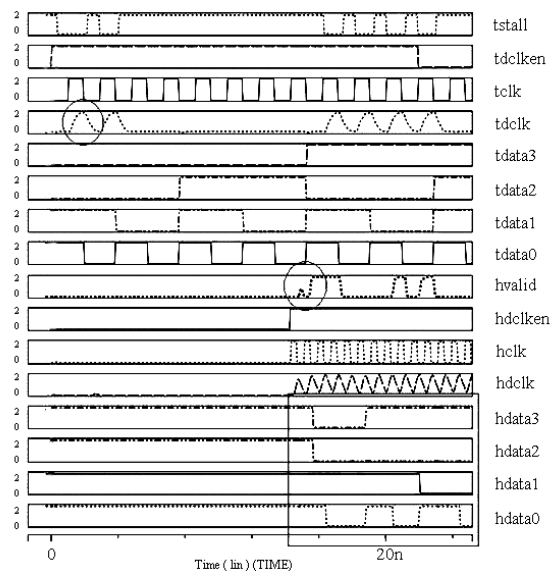 2 0 tstall
2 0 tdclken
2 0 tclk
2 0 tdclk
2 0 tdata3
2 0 tdata2
2 0 tdata1
2 0 tdata0
2 0 hvalid
2 0 hdclken
2 0 hclk
2 0 hdclk
2 0 hdata3
2 0 hdata2
2 0 hdata1
2 0 hdata0
0 20n
Time ( lin ) (TIME)